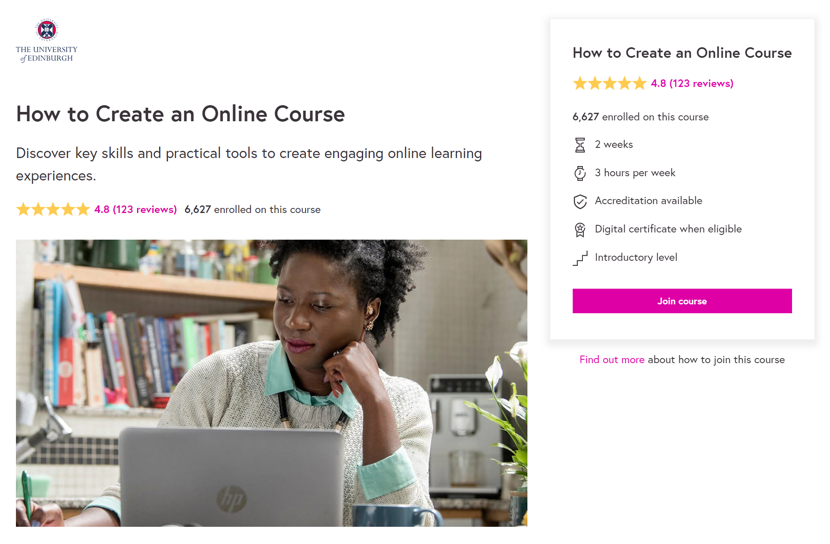 THE UNIVERSITY
of EDINBURGH
How to Create an Online Course
Discover key skills and practical tools to create engaging online learning
experiences.
4.8 (123 reviews) 6,627 enrolled on this course
hp
How to Create an Online Course
4.8 (123 reviews)
6,627 enrolled on this course
2 weeks
3 hours per week
Accreditation available
Digital certificate when eligible
Introductory level
Join course
Find out more about how to join this course